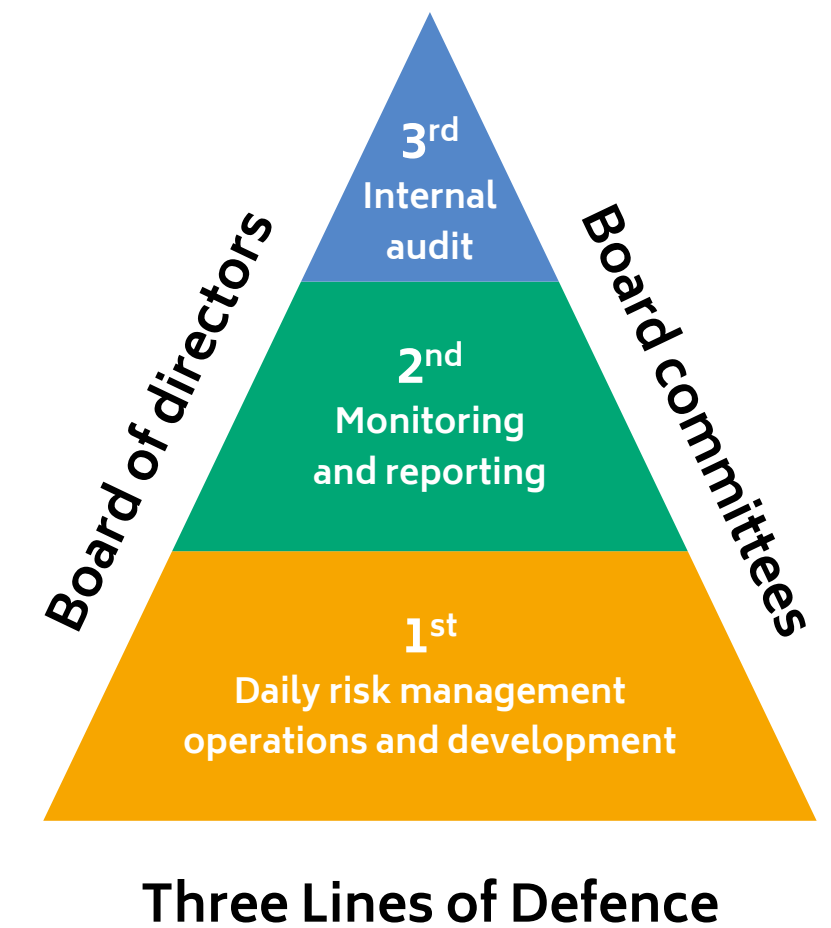 3rd
Internal
audit
Board of directors
Board committees
2nd
Monitoring
and reporting
1st
Daily risk management
operations and development
Three Lines of Defence